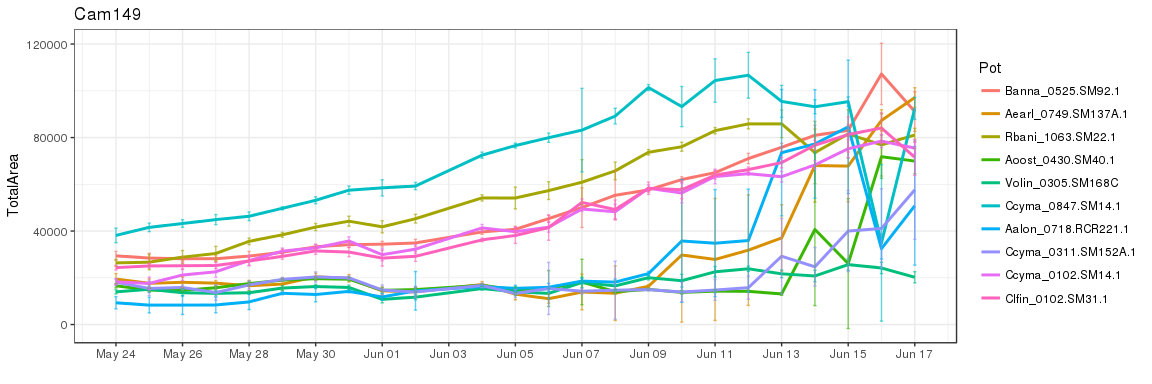 Cam149
TotalArea
120000
80000
40000
0
May 24 May 26 May 28 May 30 Jun 01 Jun 03 Jun 05 Jun 07 Jun 09 Jun 11 Jun 13 Jun 15 Jun 17
Pot
Banna_0525.SM92.1
Aearl_0749.SM137A.1
Rbani_1063.SM22.1
Aoost_0430.SM40.1
Volin_0305.SM168C
Ccyma_0847.SM14.1
Aalon_0718.RCR221.1
Ccyma_0311.SM152A.1
Ccyma_0102.SM14.1
Clfin_0102.SM31.1